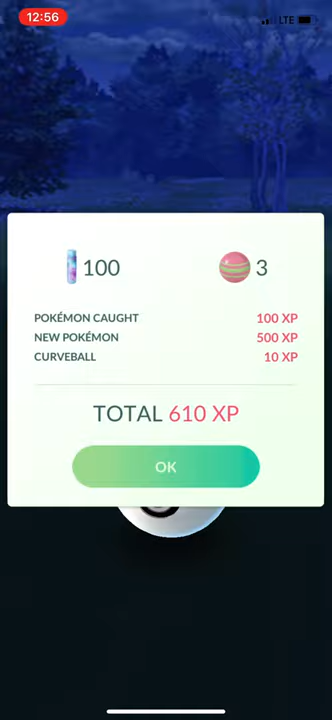 12:56
LTE
100
3
POKÉMON CAUGHT 100 XP
NEW POKÉMON 500 XP
CURVEBALL 10 XP
TOTAL 610 XP
OK